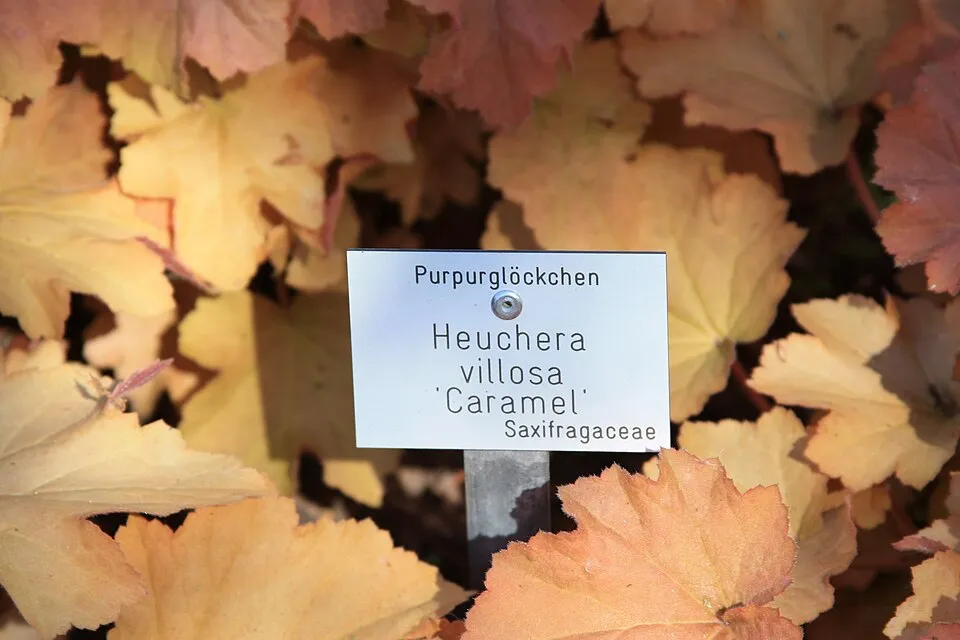 Purpurglöckchen
Heuchera
villosa
'Caramel'
Saxifragaceae